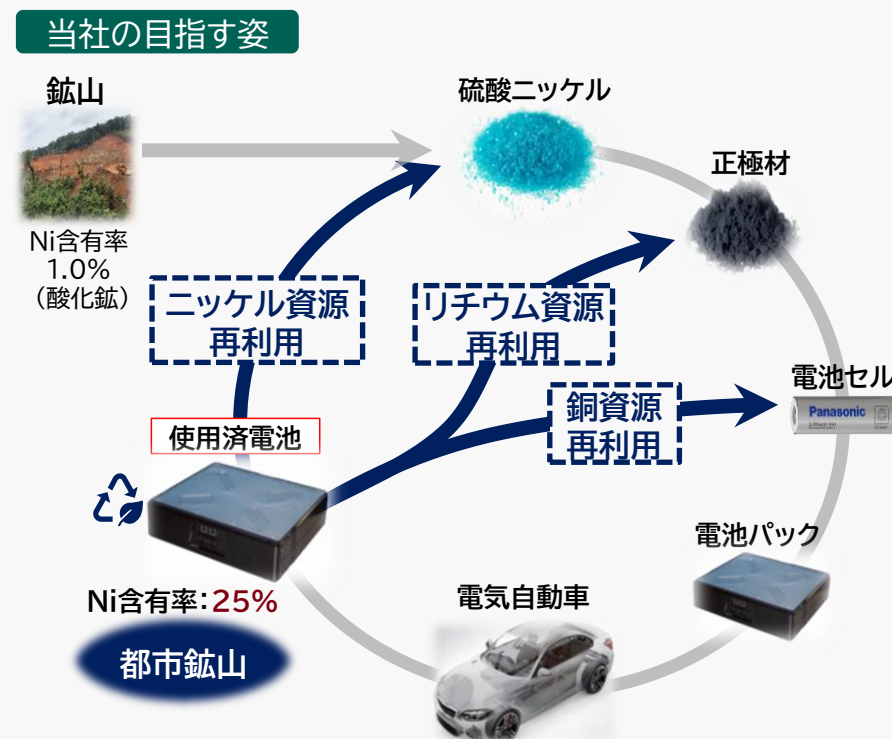 当社の目指す姿
鉱山
硫酸ニッケル
正極材
Ni含有率
1.0%
(酸化鉱)
ニッケル資源
再利用
リチウム資源
再利用
電池セル
Panasonic
銅資源
再利用
使用済電池
電池パック
Ni含有率:25%
電気自動車
都市鉱山